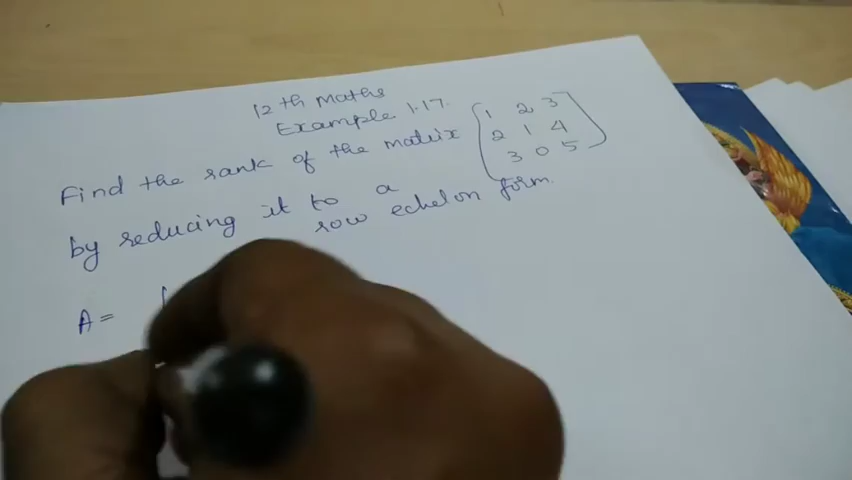 12 th Maths
Example 1.17.
Find the rank of the matrix
1 2 3
2 1 4
3 0 5
by reducing it to a
row echelon form.
A =